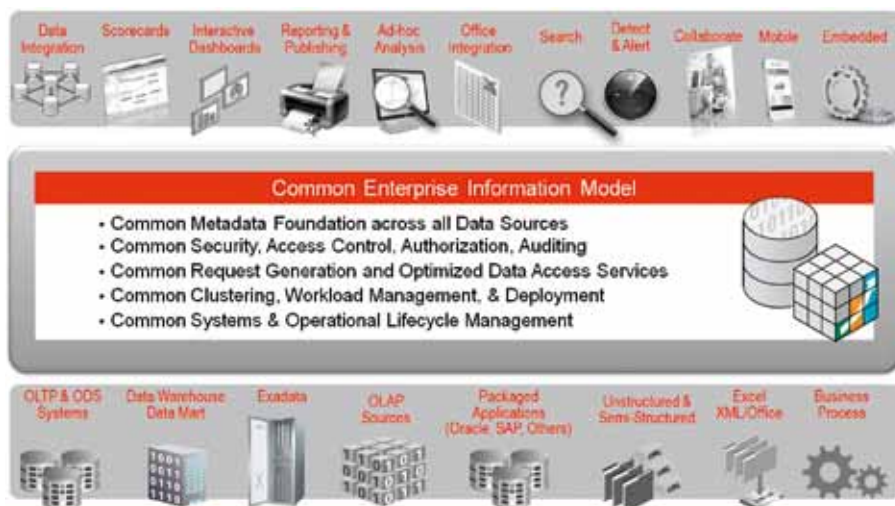 Data Integration
Scorecards
Interactive Dashboards
Reporting & Publishing
Ad-hoc Analysis
Office Integration
Search
Detect & Alert
Collaborate
Mobile
Embedded
?
Common Enterprise Information Model
• Common Metadata Foundation across all Data Sources
• Common Security, Access Control, Authorization, Auditing
• Common Request Generation and Optimized Data Access Services
• Common Clustering, Workload Management, & Deployment
• Common Systems & Operational Lifecycle Management
OLTP & ODS Systems
Data Warehouse Data Mart
Exadata
OLAP Sources
Packaged Applications (Oracle, SAP, Others)
Unstructured & Semi-Structured
Excel XML/Office
Business Process
1001
0110